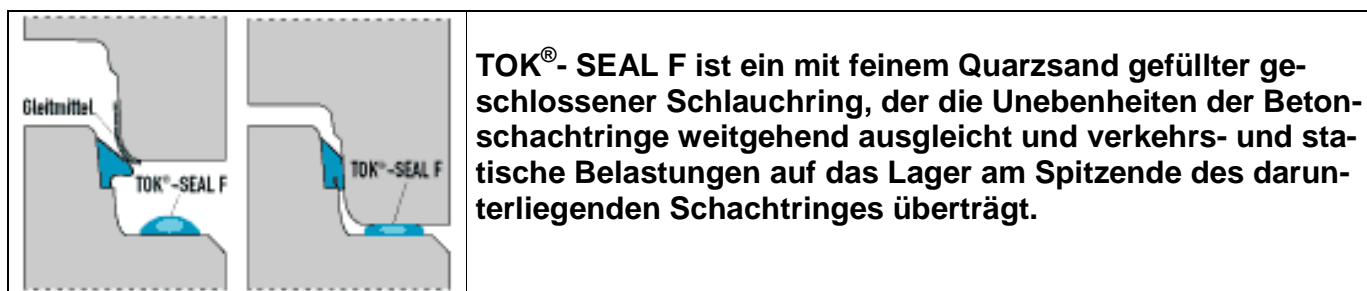 Gleitmittel
TOK®-SEAL F
TOK®-SEAL F
TOK®- SEAL F ist ein mit feinem Quarzsand gefüllter ge-
schlossener Schlauchring, der die Unebenheiten der Beton-
schachtringe weitgehend ausgleicht und verkehrs- und sta-
tische Belastungen auf das Lager am Spitzende des darun-
terliegenden Schachtringes überträgt.